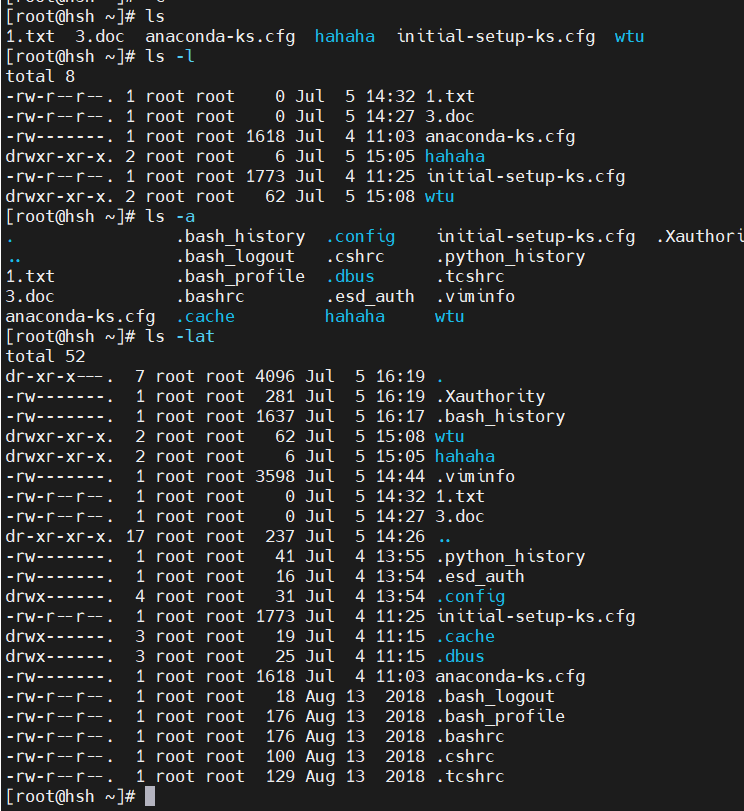 [root@hsh ~]# ls
1.txt  3.doc  anaconda-ks.cfg  hahaha  initial-setup-ks.cfg  wtu
[root@hsh ~]# ls -l
total 8
-rw-r--r--. 1 root root    0 Jul  5 14:32 1.txt
-rw-r--r--. 1 root root    0 Jul  5 14:27 3.doc
-rw-------. 1 root root 1618 Jul  4 11:03 anaconda-ks.cfg
drwxr-xr-x. 2 root root    6 Jul  5 15:05 hahaha
-rw-r--r--. 1 root root 1773 Jul  4 11:25 initial-setup-ks.cfg
drwxr-xr-x. 2 root root   62 Jul  5 15:08 wtu
[root@hsh ~]# ls -a
.                .bash_history  .config    initial-setup-ks.cfg  .Xauthori
..               .bash_logout   .cshrc     .python_history
1.txt            .bash_profile  .dbus      .tcshrc
3.doc            .bashrc        .esd_auth  .viminfo
anaconda-ks.cfg  .cache         hahaha     wtu
[root@hsh ~]# ls -lat
total 52
dr-xr-x---.  7 root root 4096 Jul  5 16:19 .
-rw-------.  1 root root  281 Jul  5 16:19 .Xauthority
-rw-------.  1 root root 1637 Jul  5 16:17 .bash_history
drwxr-xr-x.  2 root root   62 Jul  5 15:08 wtu
drwxr-xr-x.  2 root root    6 Jul  5 15:05 hahaha
-rw-------.  1 root root 3598 Jul  5 14:44 .viminfo
-rw-r--r--.  1 root root    0 Jul  5 14:32 1.txt
-rw-r--r--.  1 root root    0 Jul  5 14:27 3.doc
dr-xr-xr-x. 17 root root  237 Jul  5 14:26 ..
-rw-------.  1 root root   41 Jul  4 13:55 .python_history
-rw-------.  1 root root   16 Jul  4 13:54 .esd_auth
drwx------.  4 root root   31 Jul  4 13:54 .config
-rw-r--r--.  1 root root 1773 Jul  4 11:25 initial-setup-ks.cfg
drwx------.  3 root root   19 Jul  4 11:15 .cache
drwx------.  3 root root   25 Jul  4 11:15 .dbus
-rw-------.  1 root root 1618 Jul  4 11:03 anaconda-ks.cfg
-rw-r--r--.  1 root root   18 Aug 13  2018 .bash_logout
-rw-r--r--.  1 root root  176 Aug 13  2018 .bash_profile
-rw-r--r--.  1 root root  176 Aug 13  2018 .bashrc
-rw-r--r--.  1 root root  100 Aug 13  2018 .cshrc
-rw-r--r--.  1 root root  129 Aug 13  2018 .tcshrc
[root@hsh ~]#